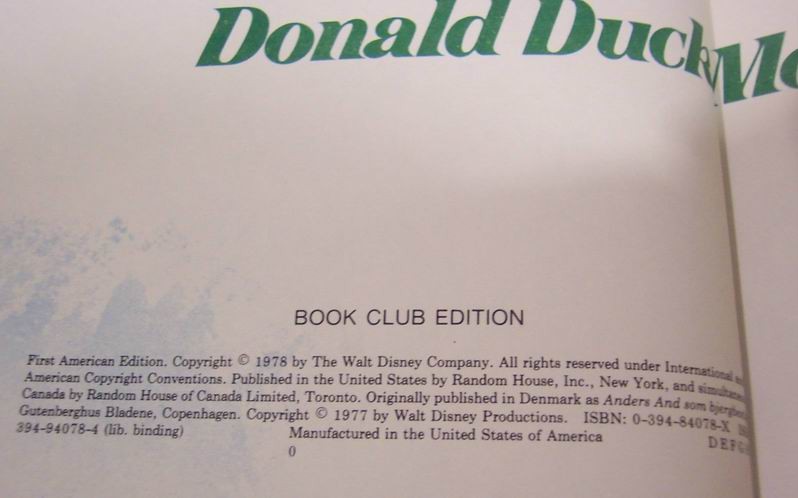 Donald Duck
BOOK CLUB EDITION
First American Edition. Copyright © 1978 by The Walt Disney Company. All rights reserved under International
American Copyright Conventions. Published in the United States by Random House, Inc., New York, and
Canada by Random House of Canada Limited, Toronto. Originally published in Denmark as Anders And som
Gutenberghus Bladene, Copenhagen. Copyright © 1977 by Walt Disney Productions. ISBN: 0-394-84078-X
394-94078-4 (lib. binding)
Manufactured in the United States of America
D E F G
0